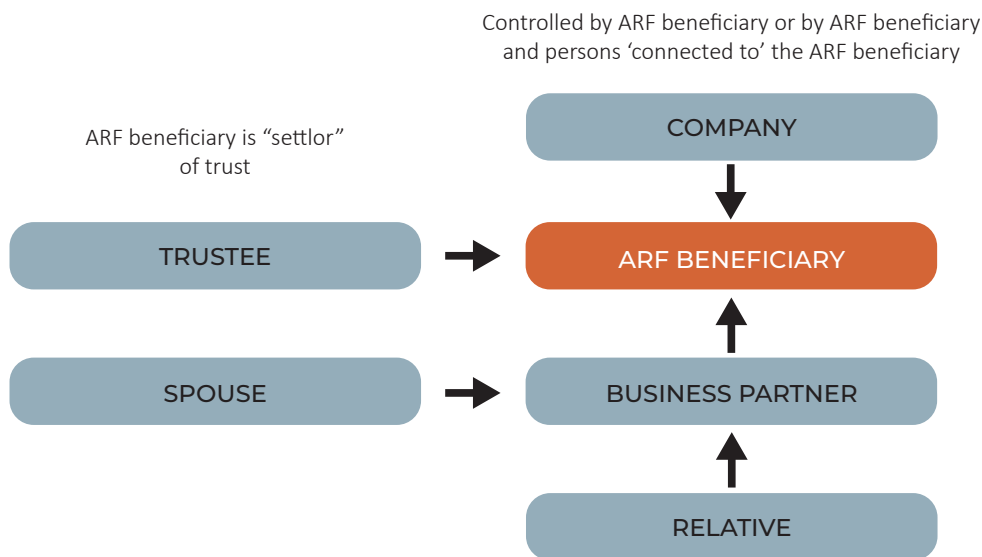 Controlled by ARF beneficiary or by ARF beneficiary
and persons ‘connected to’ the ARF beneficiary
COMPANY
ARF beneficiary is “settlor”
of trust
TRUSTEE
ARF BENEFICIARY
SPOUSE
BUSINESS PARTNER
RELATIVE